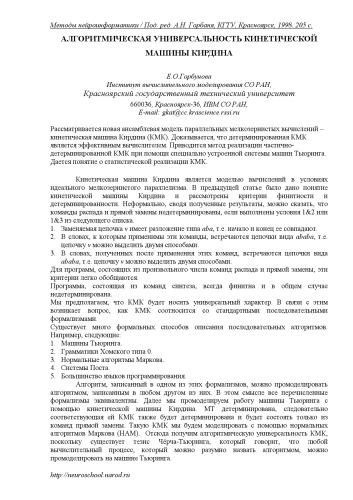 Методы нейроинформатики / Под. ред. А.Н. Горбаня, КГТУ, Красноярск, 1998. 205 с.
АЛГОРИТМИЧЕСКАЯ УНИВЕРСАЛЬНОСТЬ КИНЕТИЧЕСКОЙ
МАШИНЫ КИРДИНА
Е.О.Горбунова
Институт вычислительного моделирования СО РАН,
Красноярский государственный технический университет
660036, Красноярск-36, ИВМ СО РАН,
E-mail: gkat@cc.krascience.rssi.ru
Рассматривается новая ансамблевая модель параллельных мелкозернистых вычислений –
кинетическая машина Кирдина (КМК). Доказывается, что детерминированная КМК
является эффективным вычислителем. Приводится метод реализации частично-
детерминированной КМК при помощи специально устроенной системы машин Тьюринга.
Дается понятие о статистической реализации КМК.
Кинетическая машина Кирдина является моделью вычислений в условиях
идеального мелкозернистого параллелизма. В предыдущей статье было дано понятие
кинетической машины Кирдина и рассмотрены критерии финитности и
детерминированности. Неформально, сводя полученные результаты, можно сказать, что
команды распада и прямой замены недетерминированы, если выполнены условия 1&2 или
1&3 из следующего списка.
1. Заменяемая цепочка v имеет разложение типа aba, т.е. начало и конец ее совпадают.
2. В словах, к которым применимы эти команды, встречаются цепочки вида ababa, т.е.
цепочку v можно выделить двумя способами.
3. В словах, полученных после применения этих команд, встречаются цепочки вида
ababa, т.е. цепочку v можно выделить двумя способами.
Для программ, состоящих из произвольного числа команд распада и прямой замены, эти
критерии легко обобщаются.
Программа, состоящая из команд синтеза, всегда финитна и в общем случае
недетерминирована.
Мы предполагаем, что КМК будет носить универсальный характер. В связи с этим
возникает вопрос, как КМК соотносится со стандартными последовательными
формализмами.
Существует много различных способов описания последовательных алгоритмов.
Например, следующие:
1. Машины Тьюринга.
2. Грамматики Хомского типа 0.
3. Нормальные алгоритмы Маркова.
4. Системы Поста.
5. Большинство языков программирования.
Алгоритм, записанный в одном из этих формализмов, можно промоделировать
алгоритмом, записанным в любом другом из них. В этом смысле все перечисленные
формализмы эквивалентны. Далее мы промоделируем работу машины Тьюринга с
помощью кинетической машины Кирдина. МТ детерминирована, следовательно
соответствующая ей КМК также будет детерминирована и будет состоять только из
команд прямой замены. Такую КМК мы будем моделировать с помощью нормальных
алгоритмов Маркова (НАМ). Отсюда получим алгоритмическую универсальность КМК,
поскольку существует тезис Чёрча-Тьюринга, который говорит, что любой
вычислительный процесс, который можно разумно назвать алгоритмом, можно
промоделировать на машине Тьюринга.
http://neuroschool.narod.ru